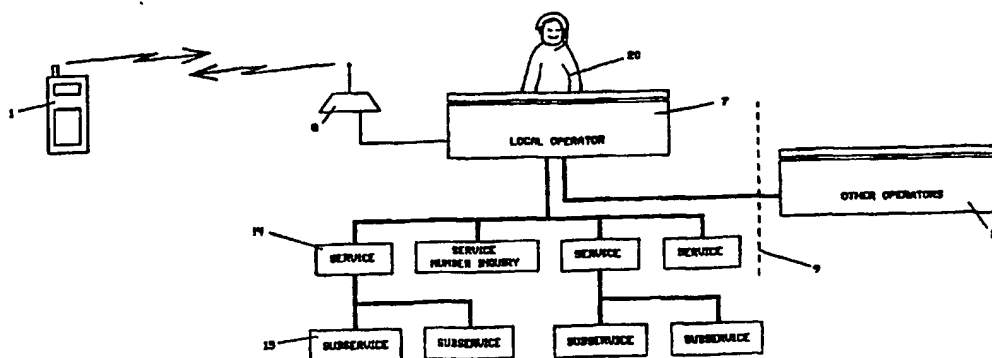 20
7
1
8
LOCAL OPERATOR
OTHER OPERATORS
14
SERVICE
SERVICE
NUMBER INQUIRY
SERVICE
SERVICE
9
15
SUBSERVICE
SUBSERVICE
SUBSERVICE
SUBSERVICE